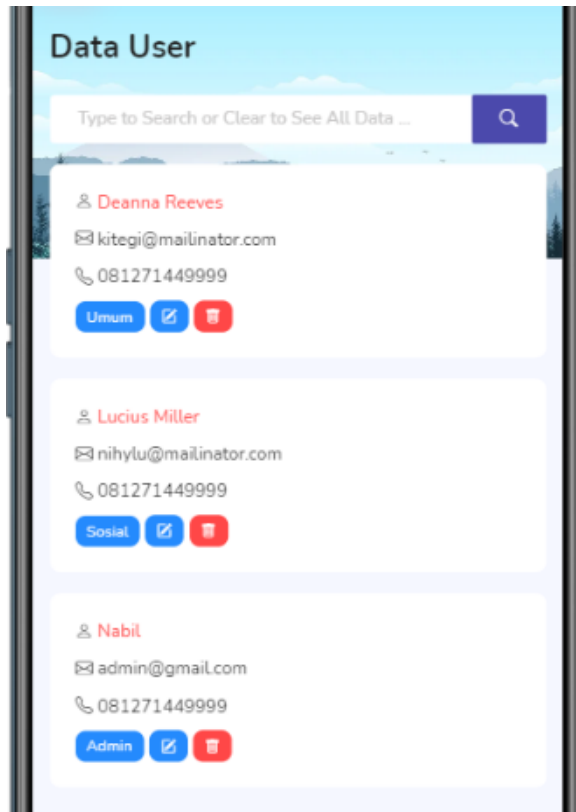 Data User
Type to Search or Clear to See All Data ...
Deanna Reeves
kitegi@mailinator.com
081271449999
Umum
Lucius Miller
nihylu@mailinator.com
081271449999
Sosial
Nabil
admin@gmail.com
081271449999
Admin